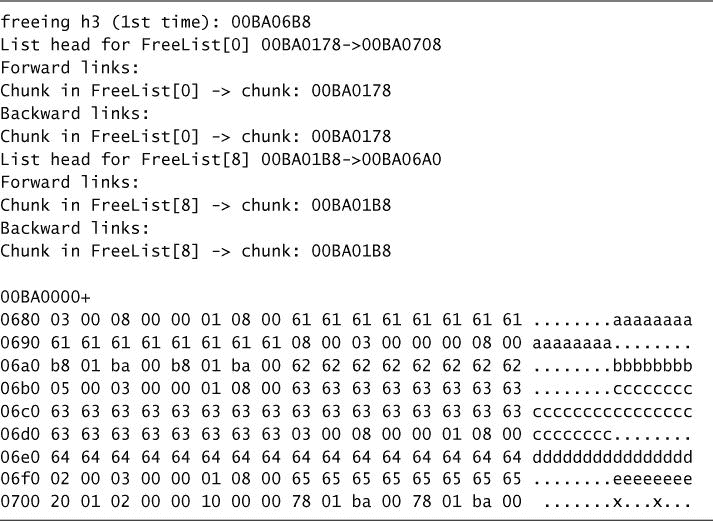 freeing h3 (1st time): 00BA06B8
List head for FreeList[0] 00BA0178->00BA0708
Forward links:
Chunk in FreeList[0] -> chunk: 00BA0178
Backward links:
Chunk in FreeList[0] -> chunk: 00BA0178
List head for FreeList[8] 00BA01B8->00BA06A0
Forward links:
Chunk in FreeList[8] -> chunk: 00BA01B8
Backward links:
Chunk in FreeList[8] -> chunk: 00BA01B8
00BA0000+
0680 03 00 08 00 00 01 08 00 61 61 61 61 61 61 61 61 ........aaaaaaaa
0690 61 61 61 61 61 61 61 61 08 00 03 00 00 00 08 00 aaaaaaaa........
06a0 b8 01 ba 00 b8 01 ba 00 62 62 62 62 62 62 62 62 ........bbbbbbbb
06b0 05 00 03 00 00 01 08 00 63 63 63 63 63 63 63 63 ........cccccccc
06c0 63 63 63 63 63 63 63 63 63 63 63 63 63 63 63 63 cccccccccccccccc
06d0 63 63 63 63 63 63 63 63 03 00 08 00 00 01 08 00 cccccccc........
06e0 64 64 64 64 64 64 64 64 64 64 64 64 64 64 64 64 dddddddddddddddd
06f0 02 00 03 00 00 01 08 00 65 65 65 65 65 65 65 65 ........eeeeeeee
0700 20 01 02 00 00 10 00 00 78 01 ba 00 78 01 ba 00  .......x...x...